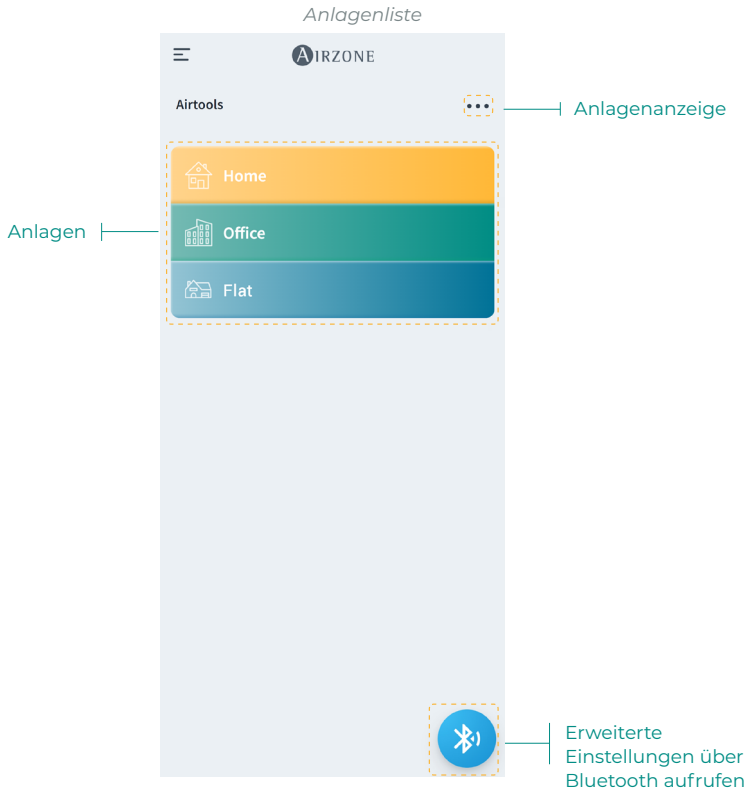 Anlagenliste
AIRZONE
Airtools
Anlagenanzeige
Home
Anlagen
Office
Flat
Erweiterte
Einstellungen über
Bluetooth aufrufen